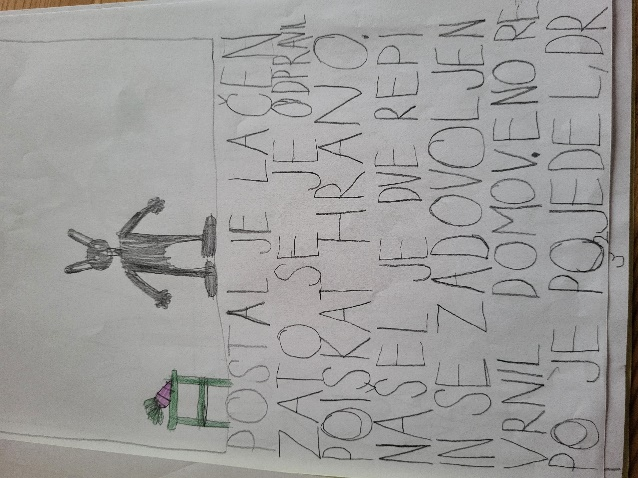 POSTAL JE LAČEN
ZATO SE JE ODPRAVIL
POISKAT HRANO.
NAŠEL JE DVE REPI
IN SE ZADOVOLJEN
VRNIL DOMOV. ENO RE
PO JE POJEDEL, DR